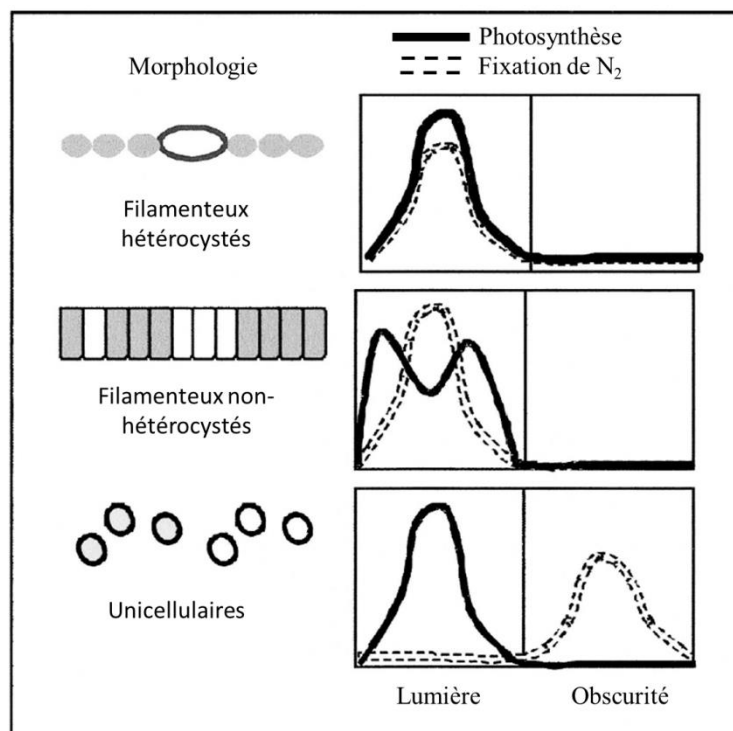 Morphologie
Photosynthèse
Fixation de N₂
Filamenteux
hétérocystés
Filamenteux non-
hétérocystés
Unicellulaires
Lumière
Obscurité